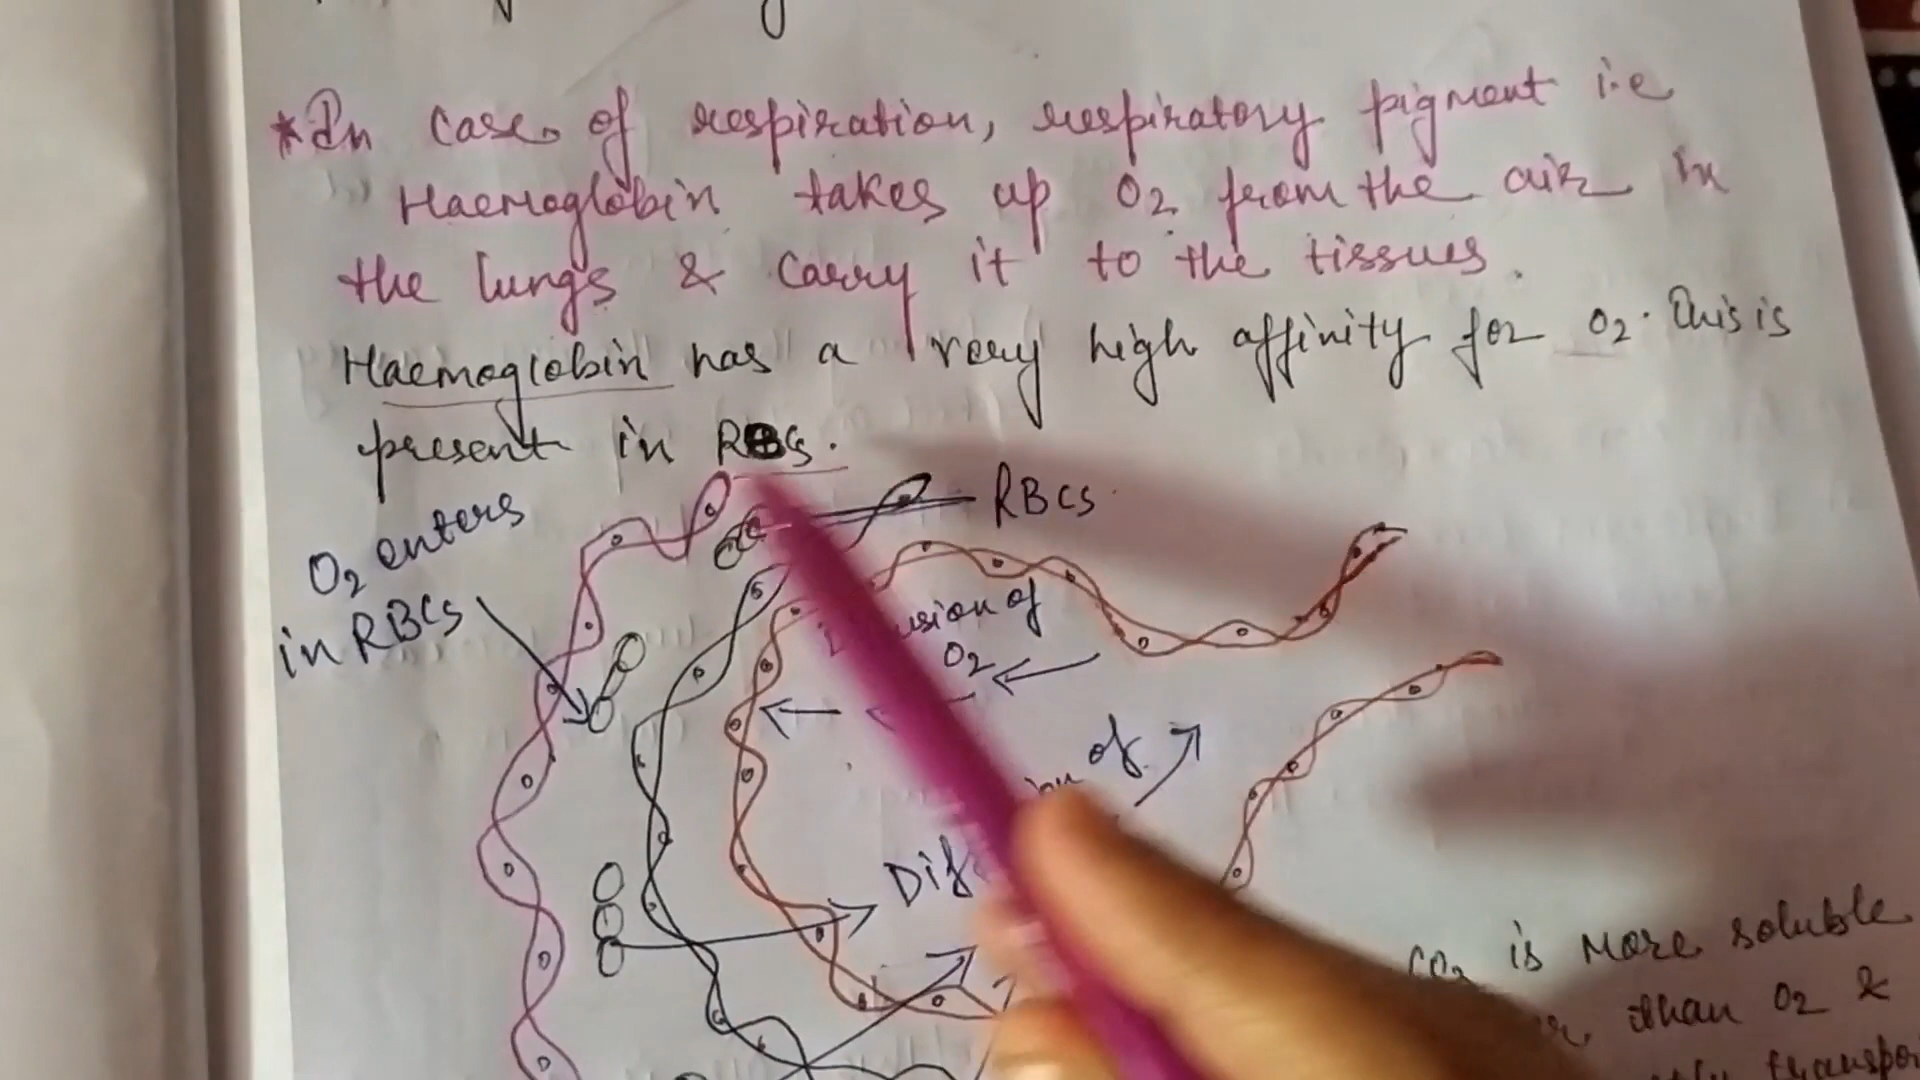 *In case of respiration, respiratory pigment i.e
Haemoglobin takes up O2 from the air in
the lungs & carry it to the tissues.
Haemoglobin has a very high affinity for O2. This is
present in RBCs.
O2 enters
in RBCs
RBCs
of
O2
of
CO2 is more soluble
than O2 &